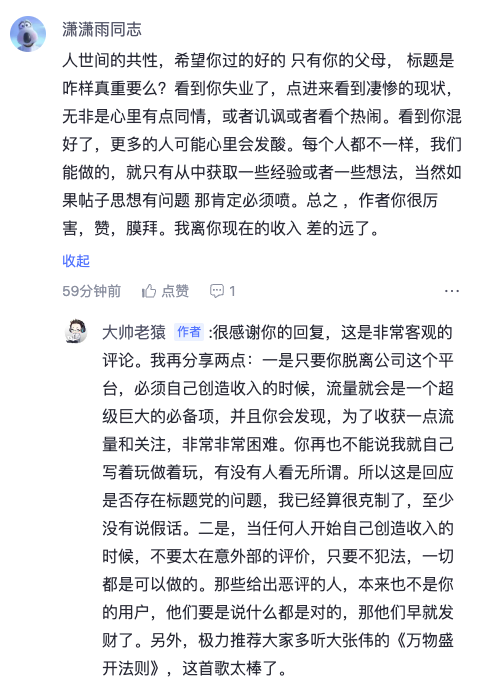 潇潇雨同志
人世间的共性，希望你过的好的 只有你的父母， 标题是
咋样真重要么？看到你失业了，点进来看到凄惨的现状，
无非是心里有点同情，或者讥讽或者看个热闹。看到你混
好了，更多的人可能心里会发酸。每个人都不一样，我们
能做的，就只有从中获取一些经验或者一些想法，当然如
果帖子思想有问题 那肯定必须喷。总之 ，作者你很厉
害，赞，膜拜。我离你现在的收入 差的远了。
收起
59分钟前 点赞 1 ···
大帅老猿 作者 :很感谢你的回复，这是非常客观的
评论。我再分享两点：一是只要你脱离公司这个平
台，必须自己创造收入的时候，流量就会是一个超
级巨大的必备项，并且你会发现，为了收获一点流
量和关注，非常非常困难。你再也不能说我就自己
写着玩做着玩，有没有人看无所谓。所以这是回应
是否存在标题党的问题，我已经算很克制了，至少
没有说假话。二是，当任何人开始自己创造收入的
时候，不要太在意外部的评价，只要不犯法，一切
都是可以做的。那些给出恶评的人，本来也不是你
的用户，他们要是说什么都是对的，那他们早就发
财了。另外，极力推荐大家多听大张伟的《万物盛
开法则》，这首歌太棒了。